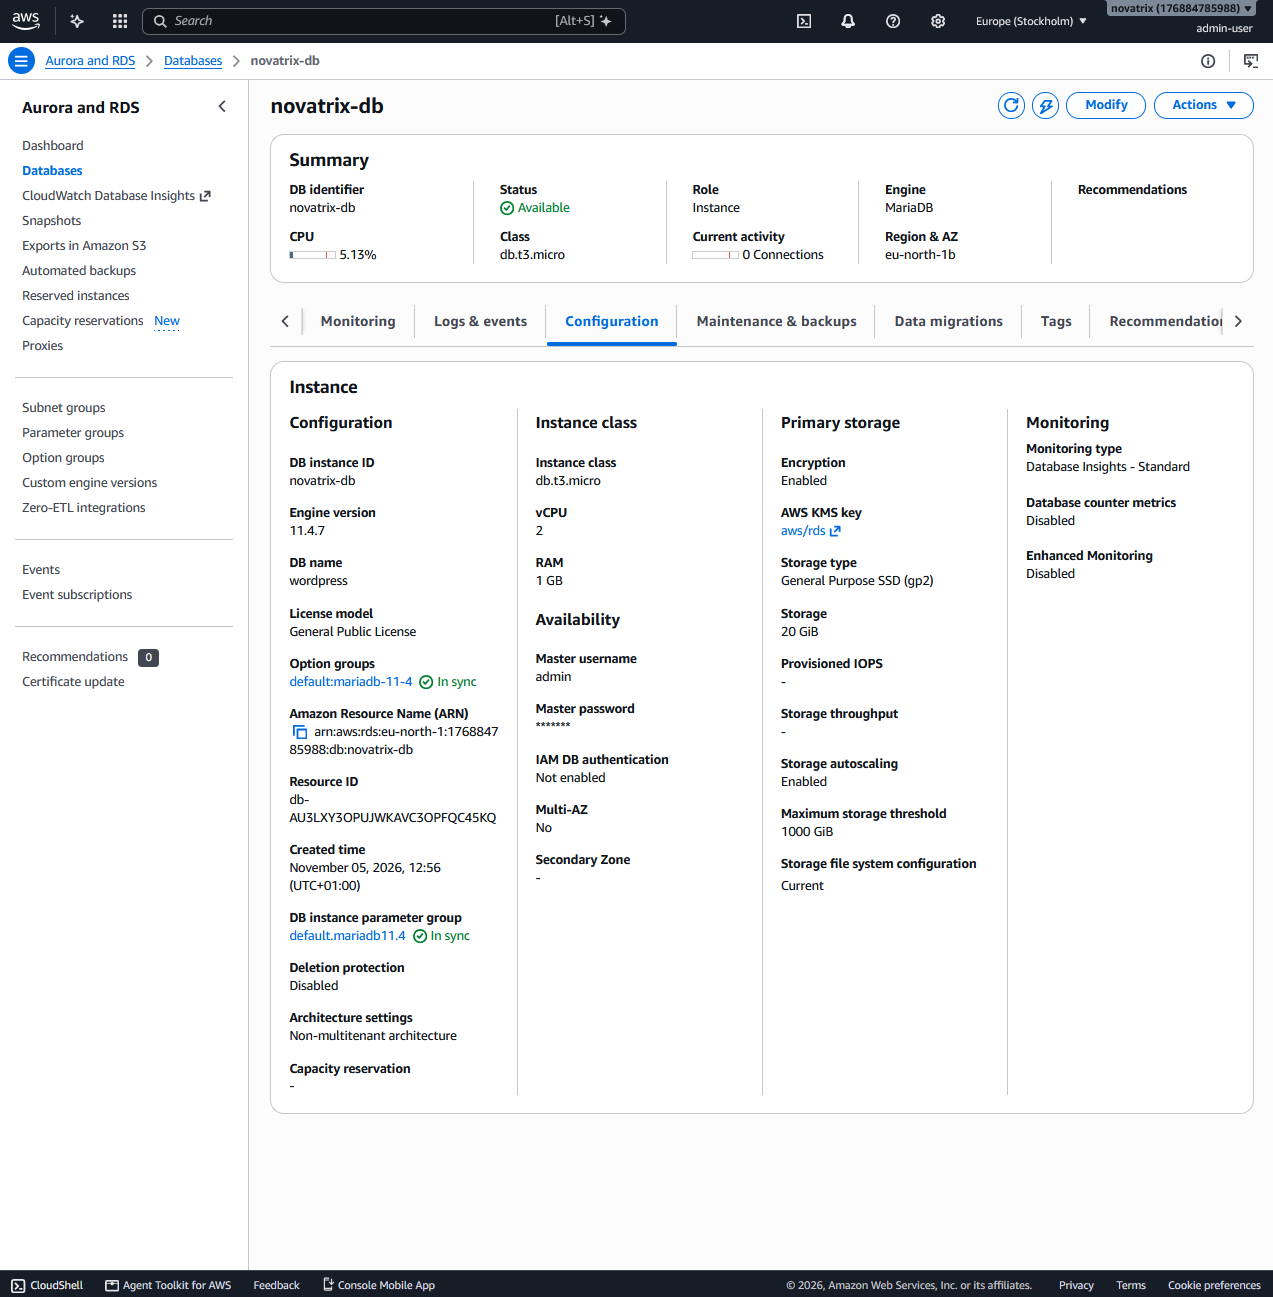 aws
Search [Alt+S]
Europe (Stockholm)
novatrix (176884785988)
admin-user
Aurora and RDS
Databases
novatrix-db
Aurora and RDS
Dashboard
Databases
CloudWatch Database Insights
Snapshots
Exports in Amazon S3
Automated backups
Reserved instances
Capacity reservations New
Proxies
Subnet groups
Parameter groups
Option groups
Custom engine versions
Zero-ETL integrations
Events
Event subscriptions
Recommendations 0
Certificate update
novatrix-db
Modify
Actions
Summary
DB identifier
novatrix-db
CPU
5.13%
Status
Available
Class
db.t3.micro
Role
Instance
Current activity
0 Connections
Engine
MariaDB
Region & AZ
eu-north-1b
Recommendations
Monitoring
Logs & events
Configuration
Maintenance & backups
Data migrations
Tags
Recommendation
Instance
Configuration
DB instance ID
novatrix-db
Engine version
11.4.7
DB name
wordpress
License model
General Public License
Option groups
default:mariadb-11-4 In sync
Amazon Resource Name (ARN)
arn:aws:rds:eu-north-1:1768847
85988:db:novatrix-db
Resource ID
db-
AU3LXY3OPUJWKAVC3OPFQC45KQ
Created time
November 05, 2026, 12:56
(UTC+01:00)
DB instance parameter group
default.mariadb11.4 In sync
Deletion protection
Disabled
Architecture settings
Non-multitenant architecture
Capacity reservation
-
Instance class
Instance class
db.t3.micro
vCPU
2
RAM
1 GB
Availability
Master username
admin
Master password
*******
IAM DB authentication
Not enabled
Multi-AZ
No
Secondary Zone
-
Primary storage
Encryption
Enabled
AWS KMS key
aws/rds
Storage type
General Purpose SSD (gp2)
Storage
20 GiB
Provisioned IOPS
-
Storage throughput
-
Storage autoscaling
Enabled
Maximum storage threshold
1000 GiB
Storage file system configuration
Current
Monitoring
Monitoring type
Database Insights - Standard
Database counter metrics
Disabled
Enhanced Monitoring
Disabled
CloudShell
Agent Toolkit for AWS
Feedback
Console Mobile App
© 2026, Amazon Web Services, Inc. or its affiliates.
Privacy
Terms
Cookie preferences